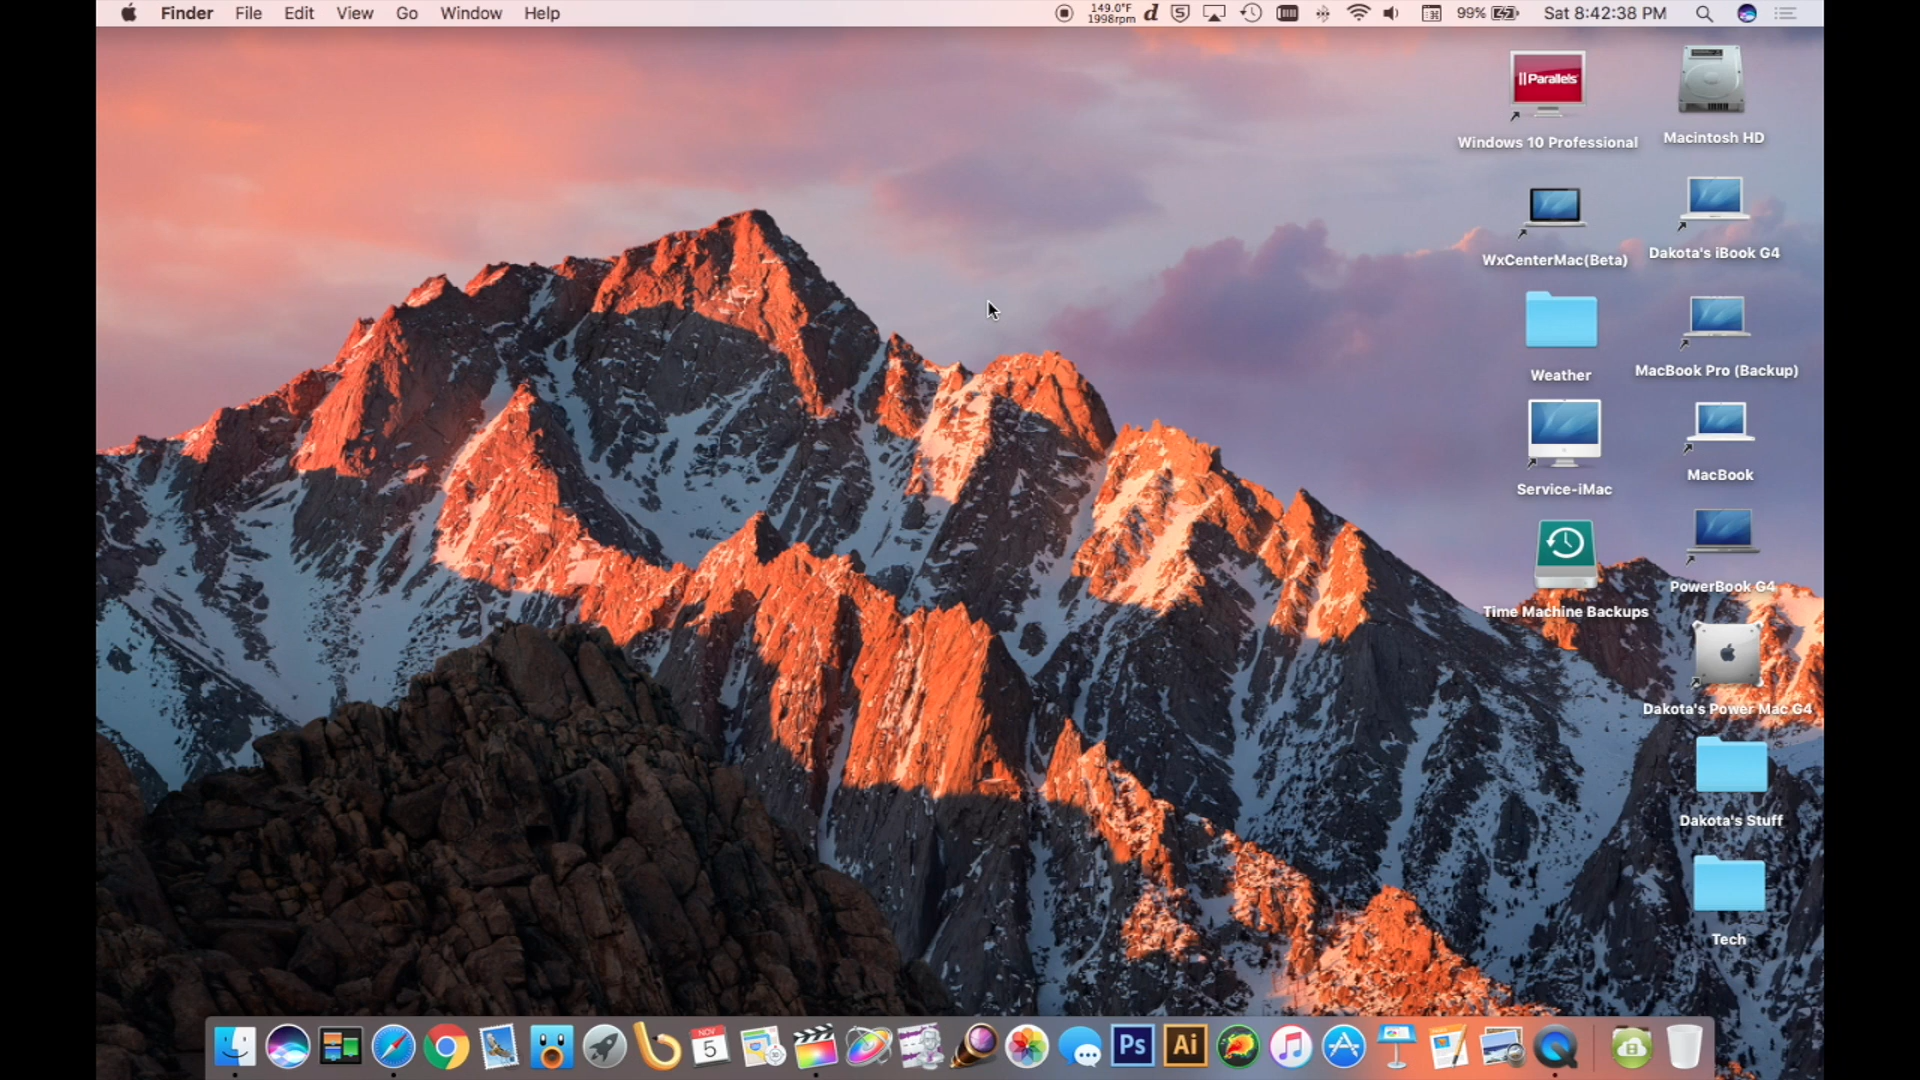 Finder File Edit View Go Window Help 149.0°F 1998rpm d 5 99% Sat 8:42:38 PM
Parallels
Windows 10 Professional
Macintosh HD
WxCenterMac(Beta)
Dakota's iBook G4
Weather
MacBook Pro (Backup)
Service-iMac
MacBook
Time Machine Backups
PowerBook G4
Dakota's Power Mac G4
Dakota's Stuff
Tech
NOV
5
Ps
Ai